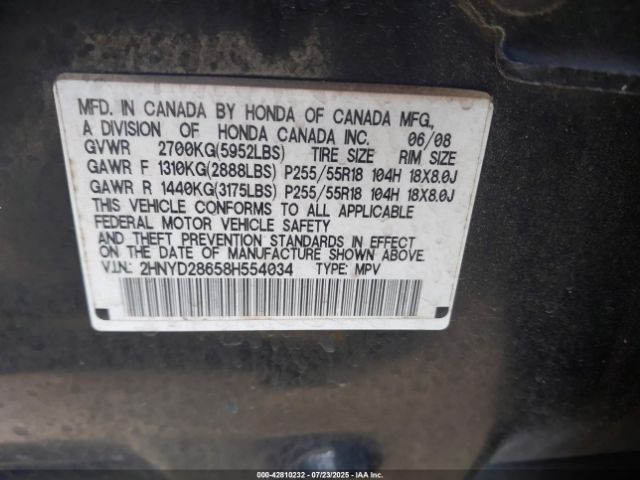 MFD. IN CANADA BY HONDA OF CANADA MFG.,
A DIVISION OF HONDA CANADA INC. 06/08
GVWR 2700KG(5952LBS) TIRE SIZE RIM SIZE
GAWR F 1310KG(2888LBS) P255/55R18 104H 18X8.0J
GAWR R 1440KG(3175LBS) P255/55R18 104H 18X8.0J
THIS VEHICLE CONFORMS TO ALL APPLICABLE
FEDERAL MOTOR VEHICLE SAFETY
AND THEFT PREVENTION STANDARDS IN EFFECT
ON THE DATE OF MANUFACTURE SHOWN ABOVE.
V.I.N.: 2HNYD28658H554034 TYPE: MPV
000-42810232 - 07/23/2025 - IAAI.COM